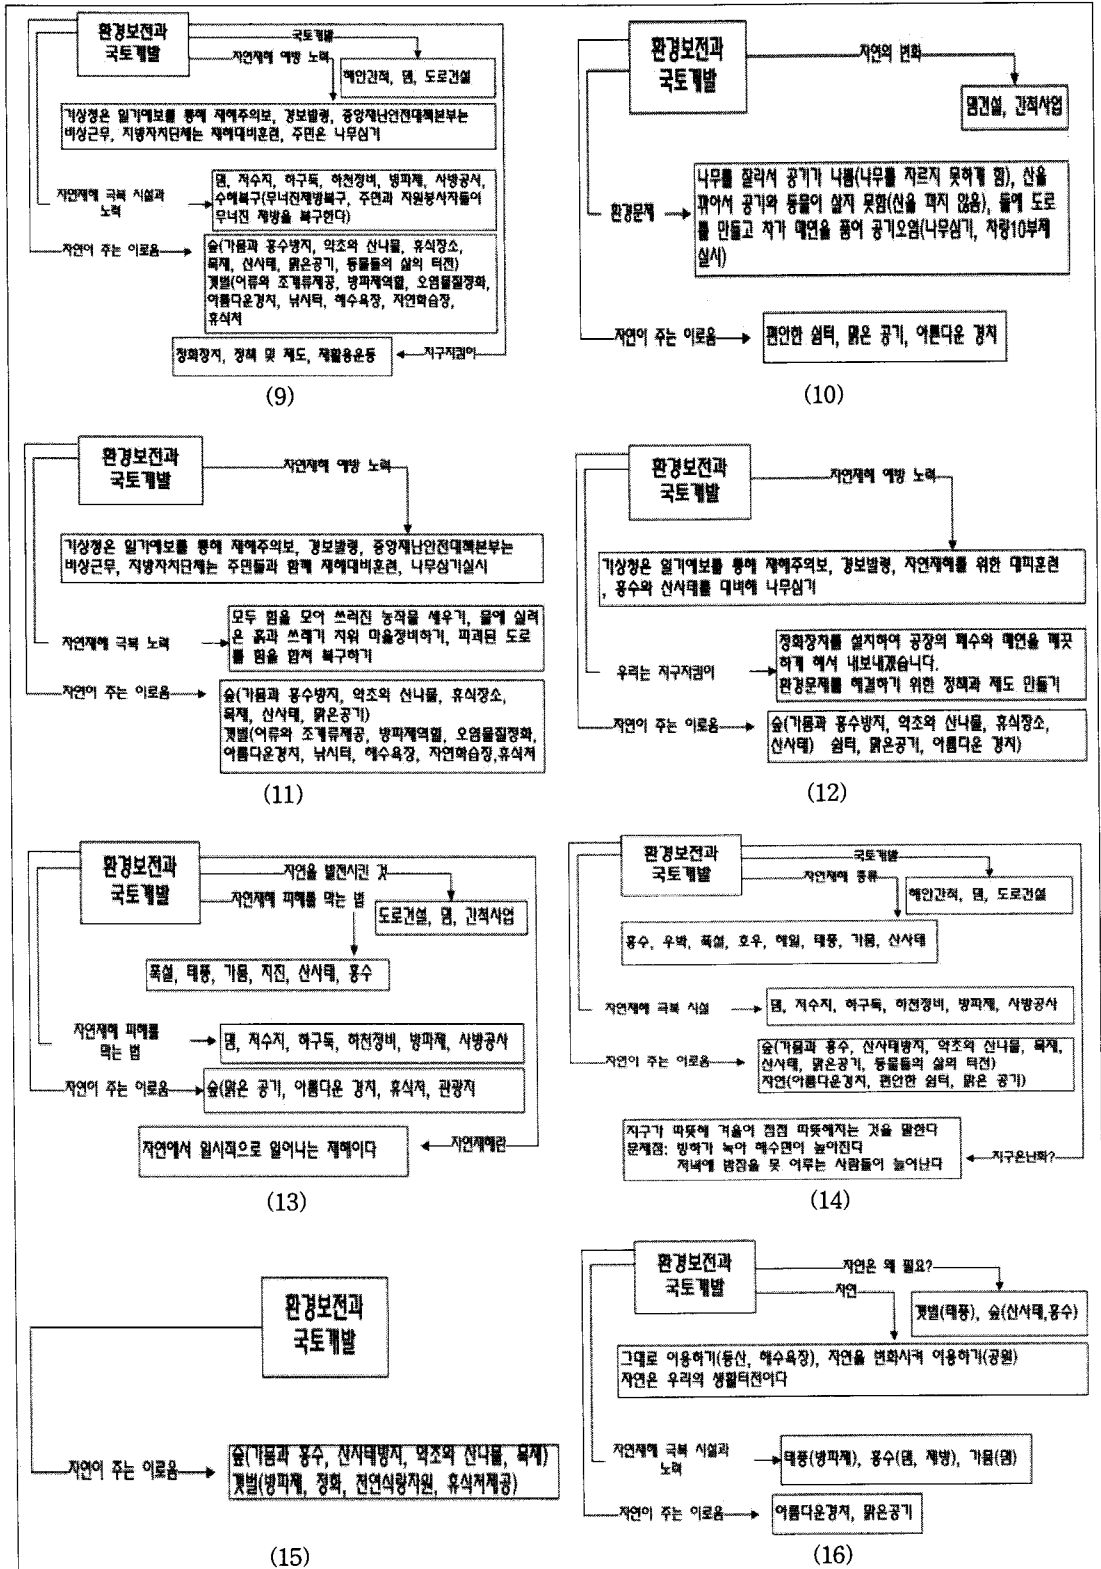 환경보전과
국토개발
국토개발
자연재해 예방 노력
해안간척, 댐, 도로건설
기상청은 일기예보를 통해 재해주의보, 경보발령, 중앙재난안전대책본부는
비상근무, 지방자치단체는 재해대비훈련, 주민은 나무심기
자연재해 극복 시설과
노력
댐, 저수지, 하구둑, 하천정비, 방파제, 사방공서,
수해복구(무너진제방복구, 주면과 자원봉사자들이
무너진 제방을 복구한다)
자연이 주는 이로움
숲(가뭄과 홍수방지, 약초와 산나물, 휴식장소,
목재, 산사태, 맑은공기, 동물들의 삶의 터전)
갯벌(어류와 조개류제공, 방파제역할, 오염물질정화,
아름다운경치, 낚시터, 해수욕장, 자연학습장,
휴식처
정화장치, 정책 및 제도, 재활용운동
지구지킴이
(9)
환경보전과
국토개발
자연의 변화
댐건설, 간척사업
환경문제
나무를 잘라서 공기가 나쁨(나무를 자르지 못하게 함), 산을
깎아서 공기와 동물이 살지 못함(산을 깎지 않음), 들에 도로
를 만들고 차가 매연을 품어 공기오염(나무심기, 차량10부제
실시)
자연이 주는 이로움
편안한 쉼터, 맑은 공기, 아른다운 경치
(10)
환경보전과
국토개발
자연재해 예방 노력
기상청은 일기예보를 통해 재해주의보, 경보발령, 중앙재난안전대책본부는
비상근무, 지방자치단체는 주민들과 함께 재해대비훈련, 나무심기실시
자연재해 극복 노력
모두 힘을 모아 쓰러진 농작물 세우기, 물에 실려
온 흙과 쓰레기 치워 마을정비하기, 파괴된 도로
를 힘을 합쳐 복구하기
자연이 주는 이로움
숲(가뭄과 홍수방지, 약초와 산나물, 휴식장소,
목재, 산사태, 맑은공기)
갯벌(어류와 조개류제공, 방파제역할, 오염물질정화,
아름다운경치, 낚시터, 해수욕장, 자연학습장,휴식처
(11)
환경보전과
국토개발
자연재해 예방 노력
기상청은 일기예보를 통해 재해주의보, 경보발령, 자연재해를 위한 대피훈련
, 홍수와 산사태를 대비해 나무심기
우리는 지구지킴이
정화장치를 설치하여 공장의 폐수와 매연을 깨끗
하게 해서 내보내겠습니다.
환경문제를 해결하기 위한 정책과 제도 만들기
자연이 주는 이로움
숲(가뭄과 홍수방지, 약초와 산나물, 휴식장소,
산사태) 쉼터, 맑은공기, 아름다운 경치)
(12)
환경보전과
국토개발
자연을 발전시킨 것
자연재해 피해를 막는 법
도로건설, 댐, 간척사업
폭설, 태풍, 가뭄, 지진, 산사태, 홍수
자연재해 피해를
막는 법
댐, 저수지, 하구둑, 하천정비, 방파제, 사방공사
자연이 주는 이로움
숲(맑은 공기, 아름다운 경치, 휴식처, 관광지
자연에서 일시적으로 일어나는 재해이다
자연재해란
(13)
환경보전과
국토개발
국토개발
자연재해 종류
해안간척, 댐, 도로건설
홍수, 우박, 폭설, 호우, 해일, 태풍, 가뭄, 산사태
자연재해 극복 시설
댐, 저수지, 하구둑, 하천정비, 방파제, 사방공사
자연이 주는 이로움
숲(가뭄과 홍수, 산사태방지, 약초와 산나물, 목재,
산사태, 맑은공기, 동물들의 삶의 터전)
자연(아름다운경치, 편안한 쉼터, 맑은 공기)
지구가 따뜻해 겨울이 점점 따뜻해지는 것을 말한다
문제점: 빙하가 녹아 해수면이 높아진다
저녁에 밤잠을 못 이루는 사람들이 늘어난다
지구온난화?
(14)
환경보전과
국토개발
자연이 주는 이로움
숲(가뭄과 홍수, 산사태방지, 약초와 산나물, 목재)
갯벌(방파제, 정화, 천연식량자원, 휴식처제공)
(15)
환경보전과
국토개발
자연은 왜 필요?
자연
갯벌(태풍), 숲(산사태,홍수)
그대로 이용하기(등산, 해수욕장), 자연을 변화시켜 이용하기(공원)
자연은 우리의 생활터전이다
자연재해 극복 시설과
노력
태풍(방파제), 홍수(댐, 제방), 가뭄(댐)
자연이 주는 이로움
아름다운경치, 맑은공기
(16)